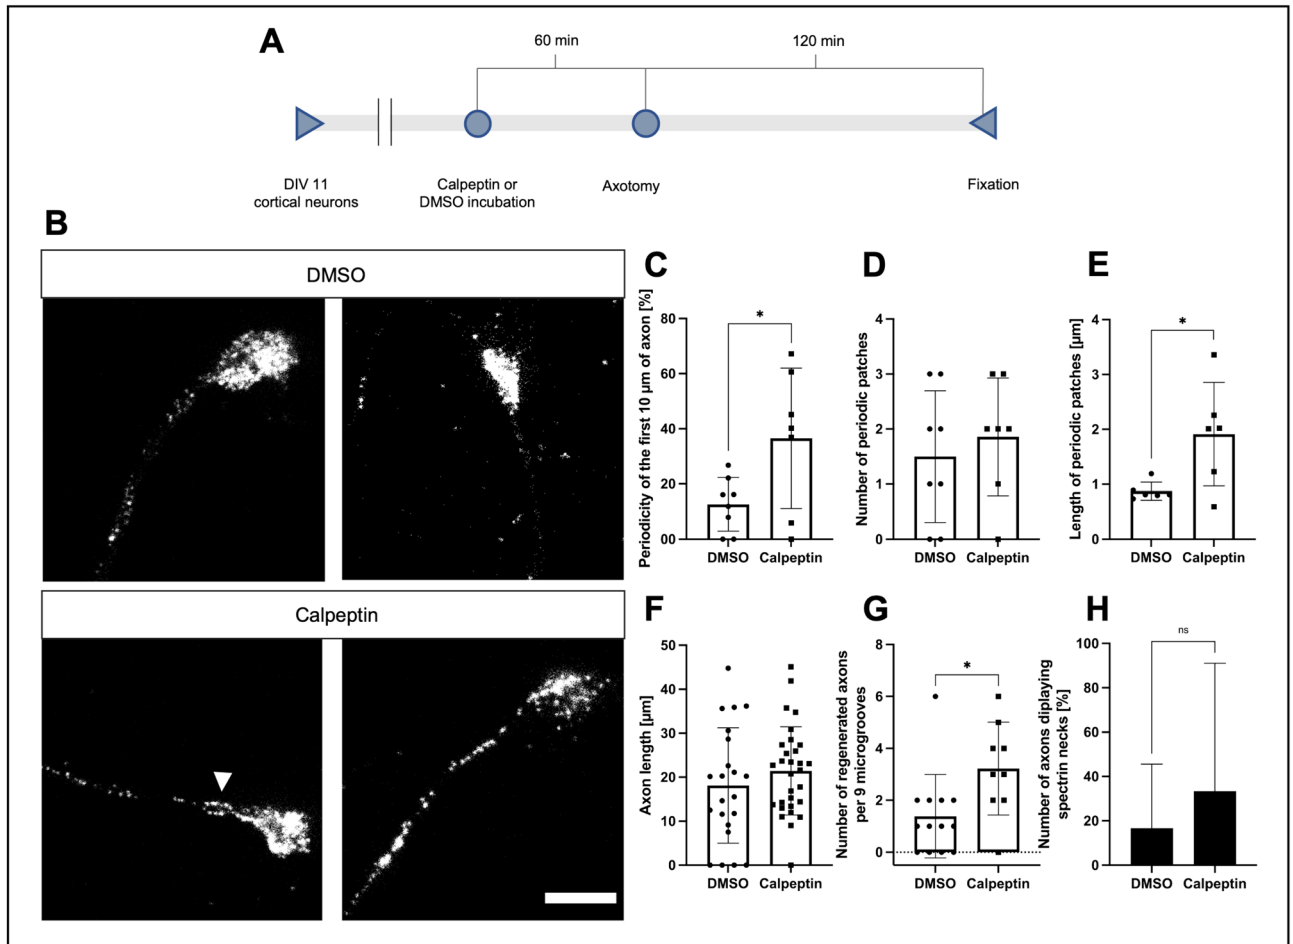 A
60 min
120 min
DIV 11
cortical neurons
Calpeptin or
DMSO incubation
Axotomy
Fixation
B
DMSO
Calpeptin
C
Periodicity of the first 10 µm of axon [%]
80
60
40
20
00
*
DMSO
Calpeptin
D
Number of periodic patches
4
3
2
1
0
DMSO
Calpeptin
E
Length of periodic patches [µm]
4
3
2
1
0
*
DMSO
Calpeptin
F
Axon length [µm]
50
40
30
20
10
0
DMSO
Calpeptin
G
Number of regenerated axons
per 9 microgrooves
8
6
4
2
0
*
DMSO
Calpeptin
H
Number of axons diplaying
spectrin necks [%]
100
80
60
40
20
0
ns
DMSO
Calpeptin